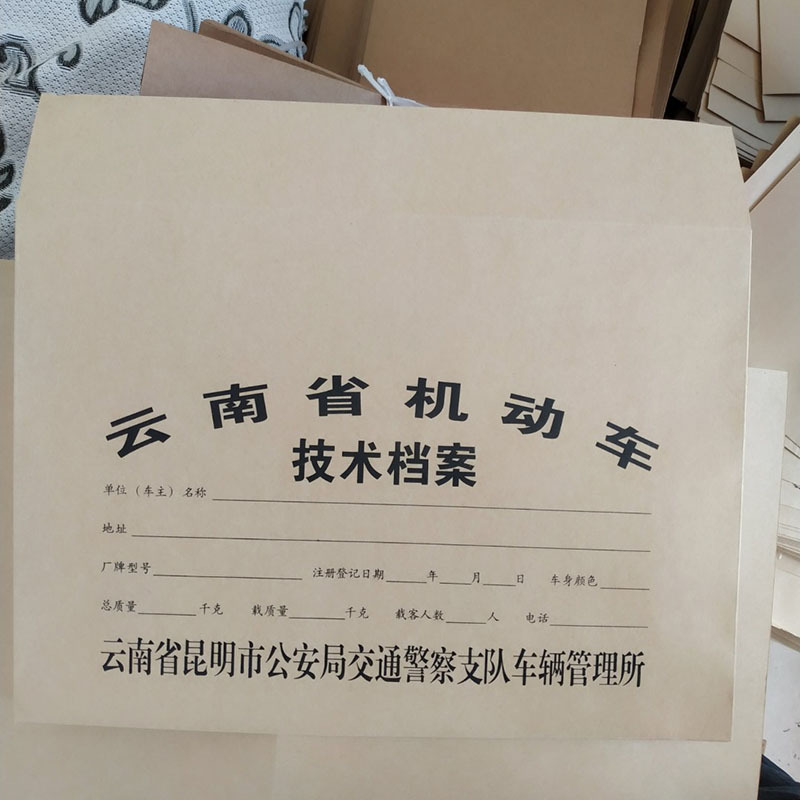 云南省机动车
技术档案
单位（车主）名称
地址
厂牌型号 注册登记日期 年 月 日 车身颜色
总质量 千克 载质量 千克 载客人数 人 电话
云南省昆明市公安局交通警察支队车辆管理所